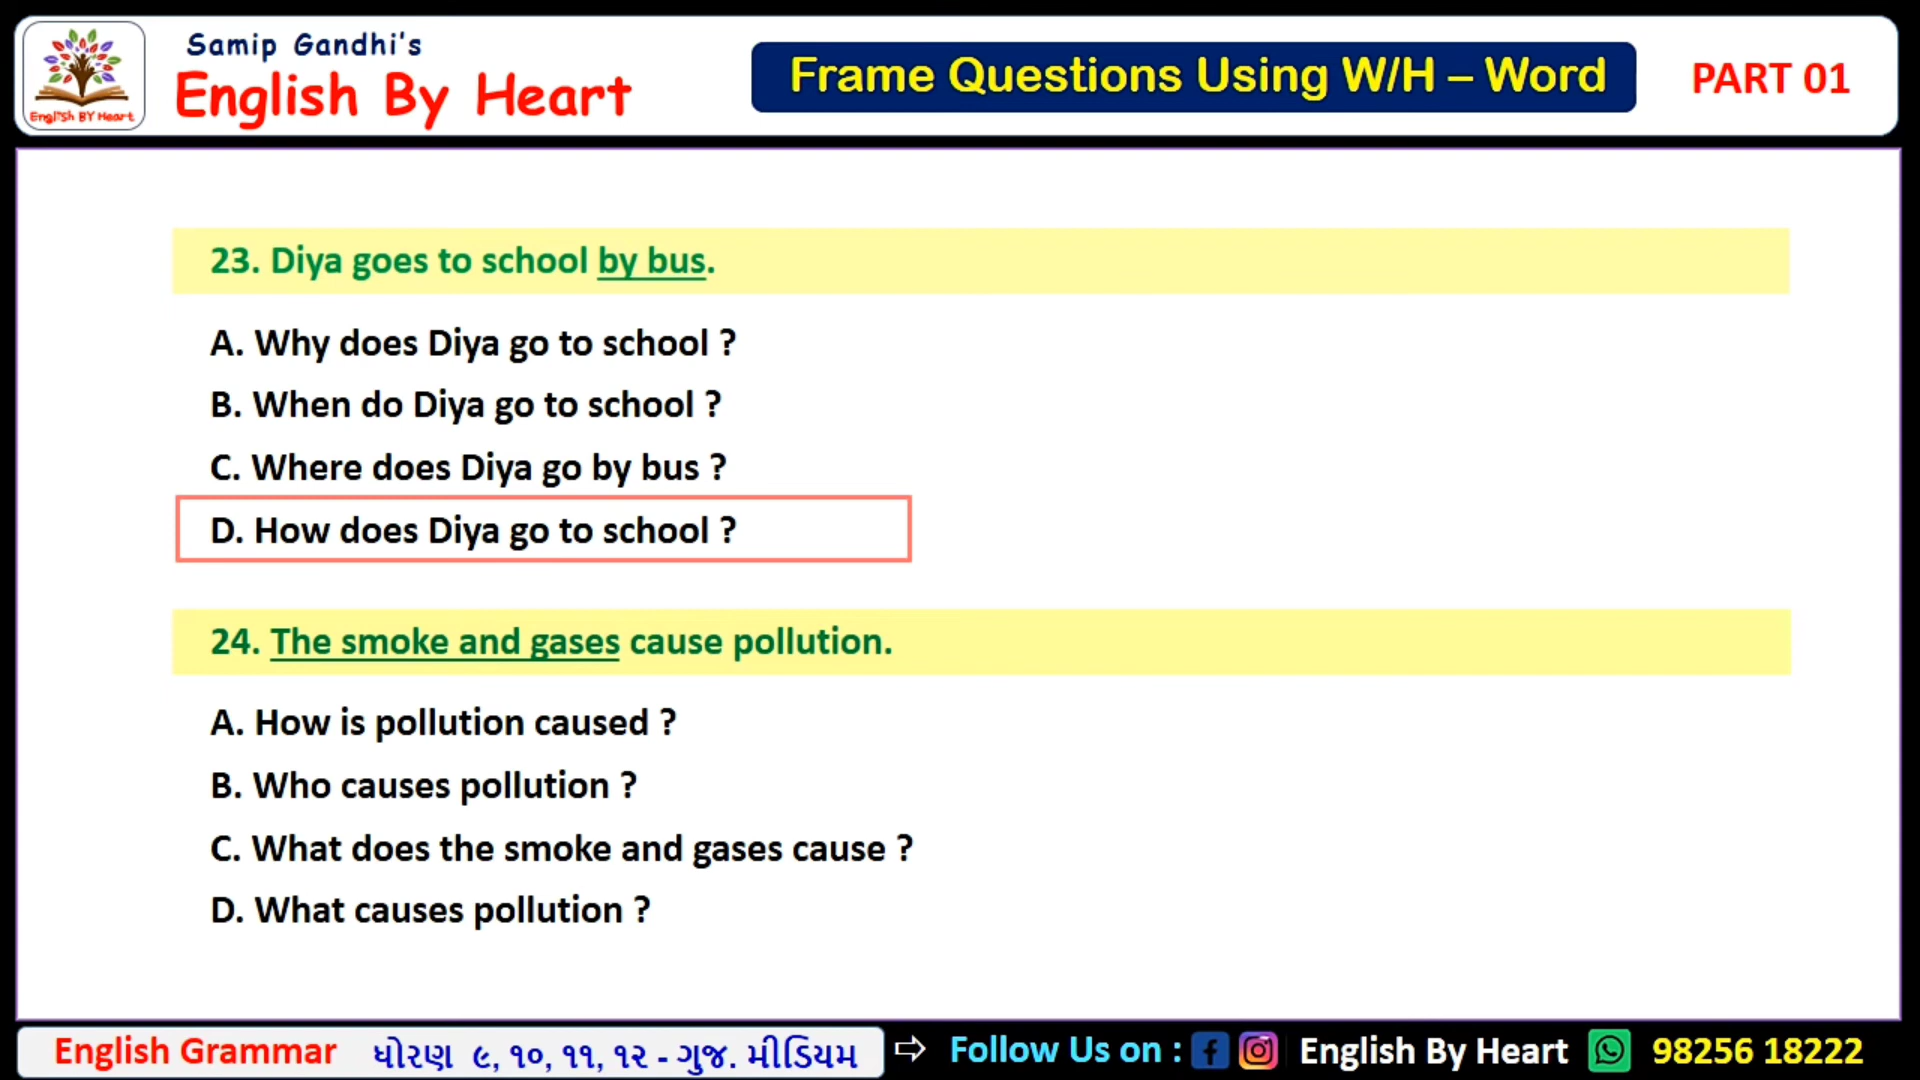 Samip Gandhi's
English By Heart
English BY Heart
Frame Questions Using W/H – Word
PART 01
23. Diya goes to school by bus.
A. Why does Diya go to school ?
B. When do Diya go to school ?
C. Where does Diya go by bus ?
D. How does Diya go to school ?
24. The smoke and gases cause pollution.
A. How is pollution caused ?
B. Who causes pollution ?
C. What does the smoke and gases cause ?
D. What causes pollution ?
English Grammar ધોરણ ૯, ૧૦, ૧૧, ૧૨ - ગુજ. મીડિયમ ⇨ Follow Us on : English By Heart 98256 18222